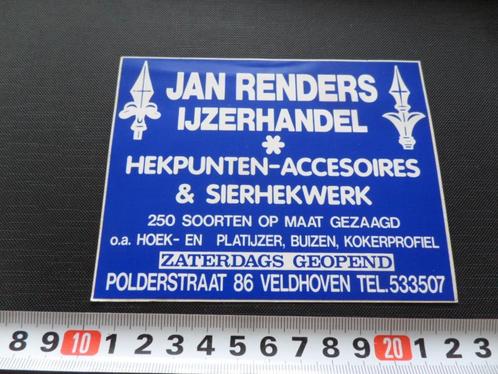 JAN RENDERS
IJZERHANDEL
HEKPUNTEN-ACCESOIRES
& SIERHEKWERK
250 SOORTEN OP MAAT GEZAAGD
o.a. HOEK- EN PLATIJZER, BUIZEN, KOKERPROFIEL
ZATERDAGS GEOPEND
POLDERSTRAAT 86 VELDHOVEN TEL.533507
8 9 10 1 2 3 4 5 6 7 8 9 20 1 2 3